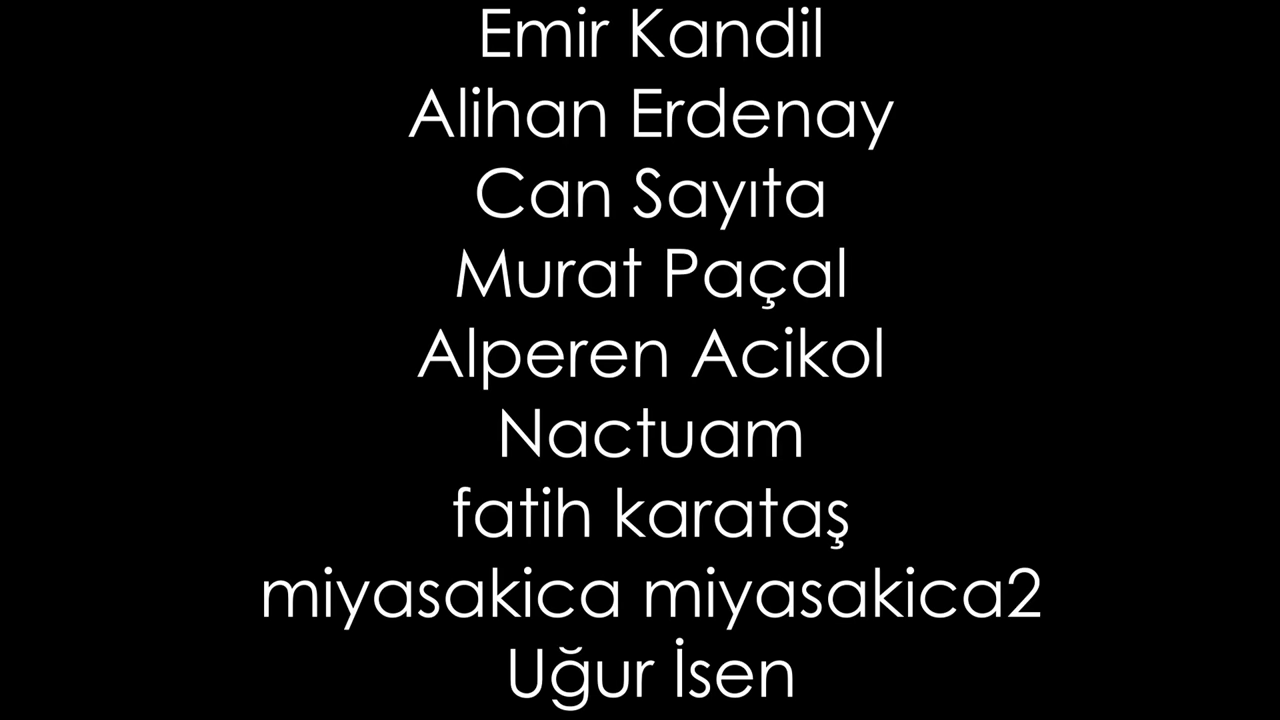 Emir Kandil
Alihan Erdenay
Can Sayıta
Murat Paçal
Alperen Acikol
Nactuam
fatih karataş
miyasakica miyasakica2
Uğur İsen